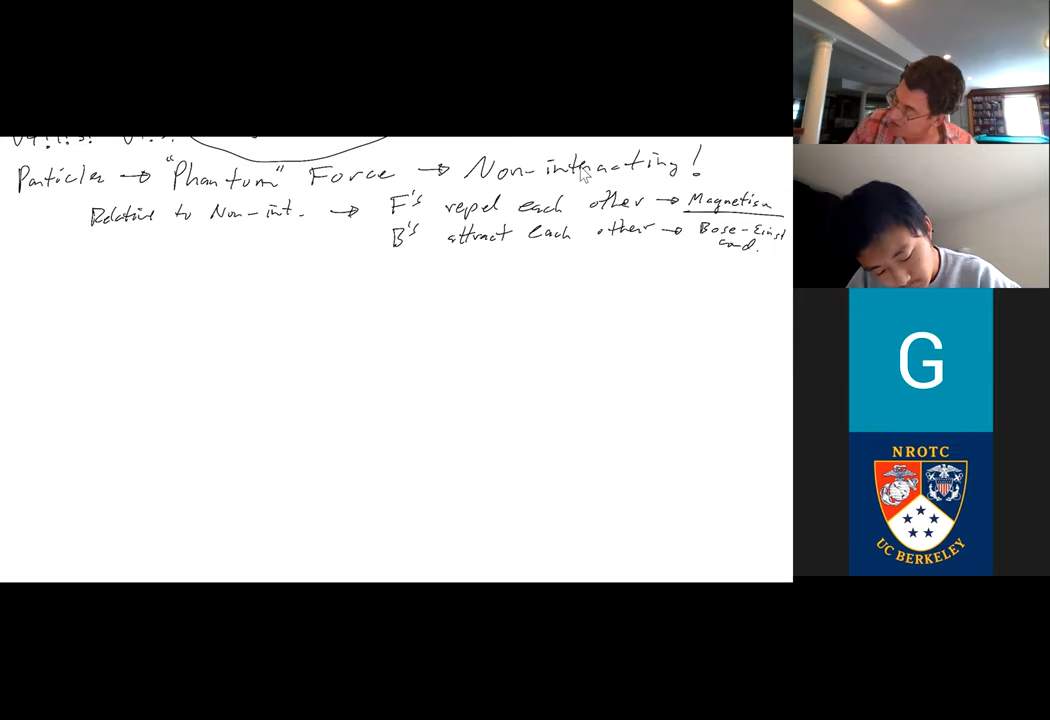 Particles → "Phantom" Force → Non-interacting!
Relative to Non-int. → F's repel each other → Magnetism
B's attract each other → Bose-Einst
cond.
G
NROTC
UC BERKELEY